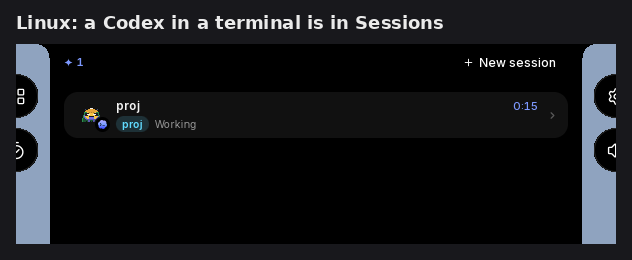 Linux: a Codex in a terminal is in Sessions
✦ 1
+ New session
proj
0:15
proj Working